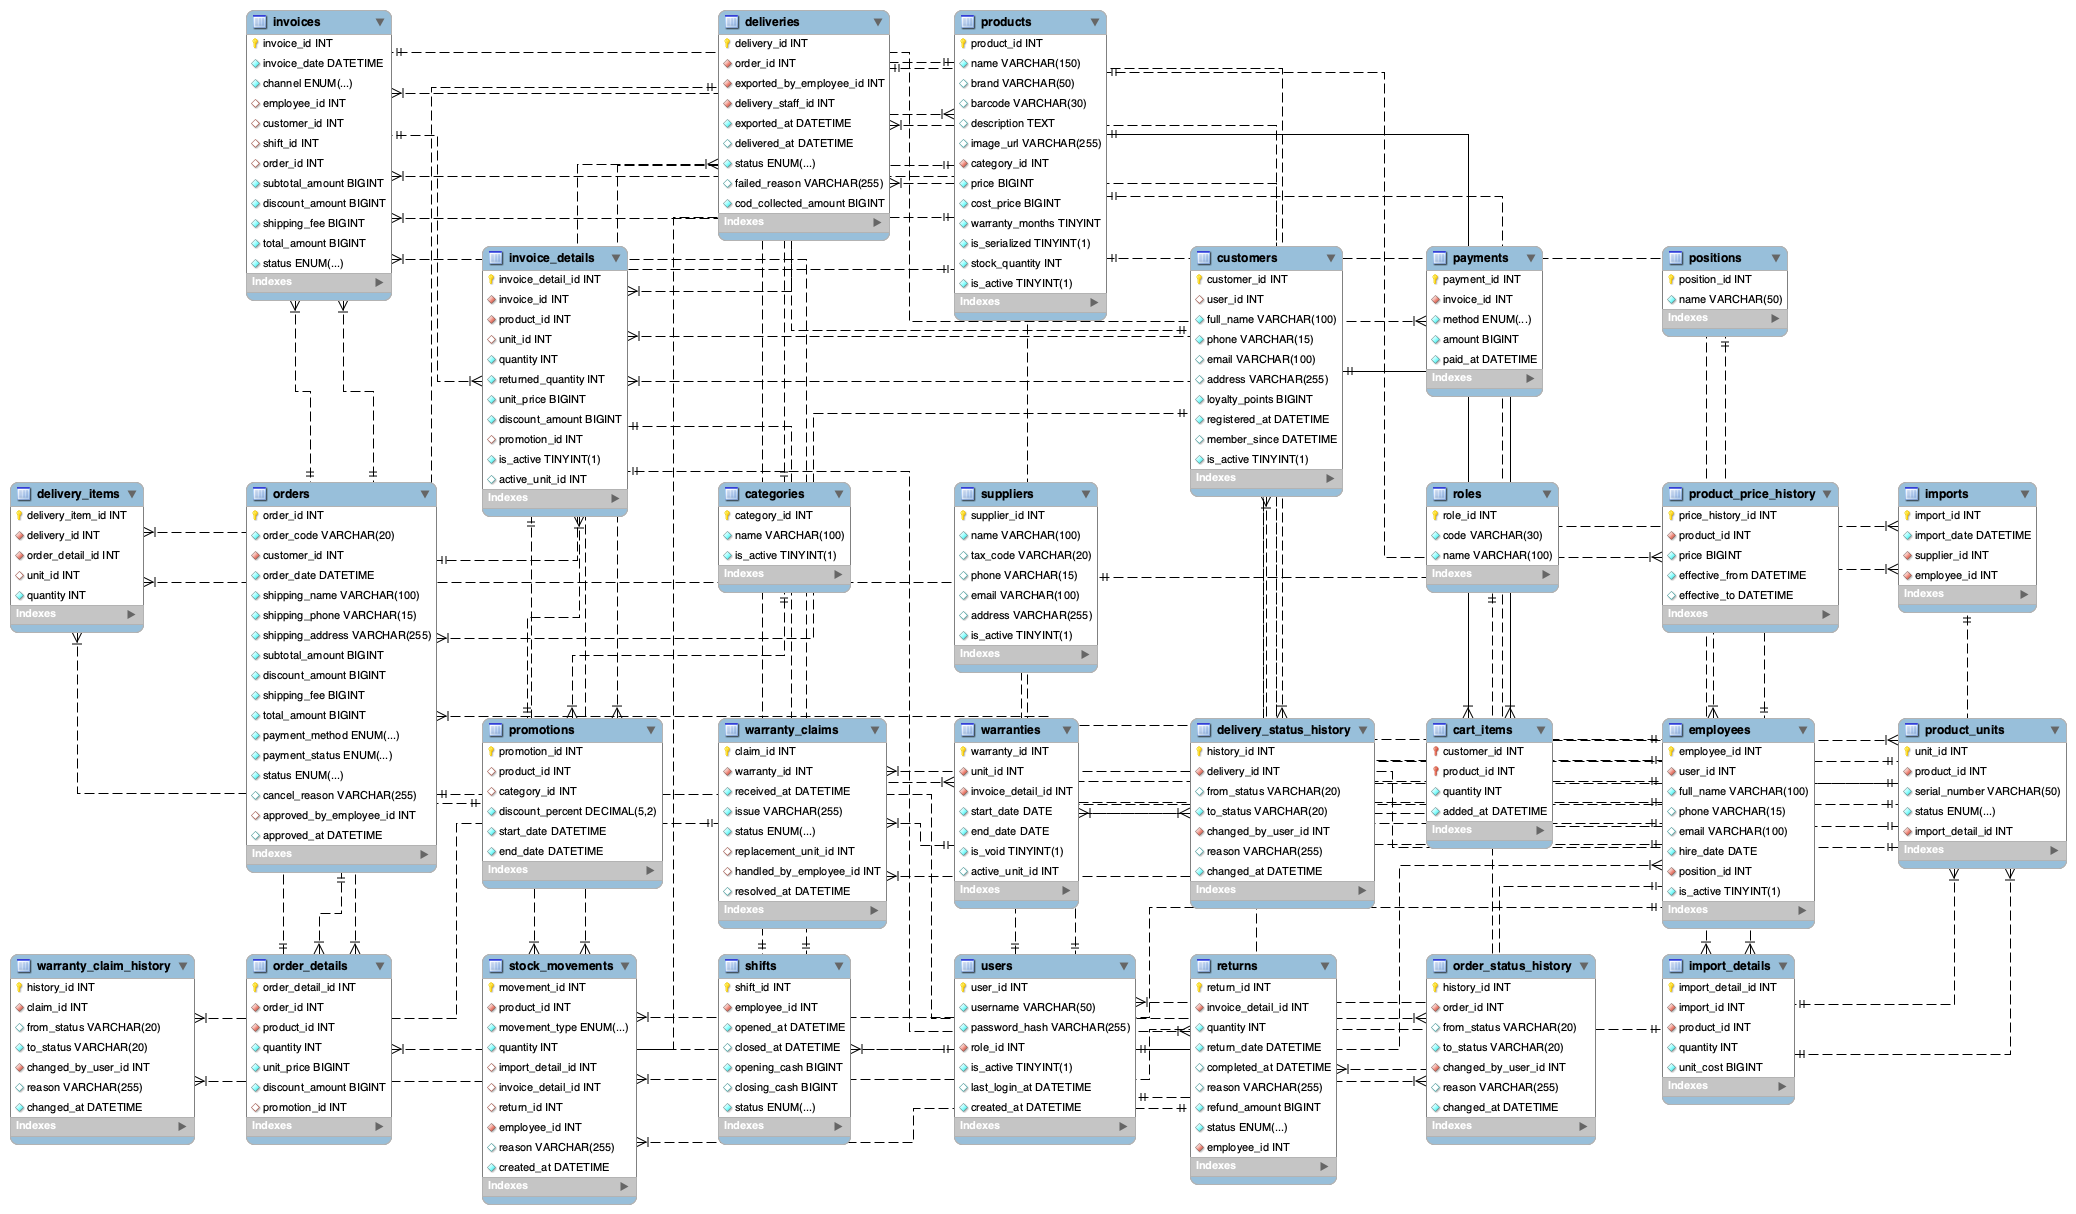 invoices
invoice_id INT
invoice_date DATETIME
channel ENUM(...)
employee_id INT
customer_id INT
shift_id INT
order_id INT
subtotal_amount BIGINT
discount_amount BIGINT
shipping_fee BIGINT
total_amount BIGINT
status ENUM(...)
Indexes
deliveries
delivery_id INT
order_id INT
exported_by_employee_id INT
delivery_staff_id INT
exported_at DATETIME
delivered_at DATETIME
status ENUM(...)
failed_reason VARCHAR(255)
cod_collected_amount BIGINT
Indexes
products
product_id INT
name VARCHAR(150)
brand VARCHAR(50)
barcode VARCHAR(30)
description TEXT
image_url VARCHAR(255)
category_id INT
price BIGINT
cost_price BIGINT
warranty_months TINYINT
is_serialized TINYINT(1)
stock_quantity INT
is_active TINYINT(1)
Indexes
invoice_details
invoice_detail_id INT
invoice_id INT
product_id INT
unit_id INT
quantity INT
returned_quantity INT
unit_price BIGINT
discount_amount BIGINT
promotion_id INT
is_active TINYINT(1)
active_unit_id INT
Indexes
customers
customer_id INT
user_id INT
full_name VARCHAR(100)
phone VARCHAR(15)
email VARCHAR(100)
address VARCHAR(255)
loyalty_points BIGINT
registered_at DATETIME
member_since DATETIME
is_active TINYINT(1)
Indexes
payments
payment_id INT
invoice_id INT
method ENUM(...)
amount BIGINT
paid_at DATETIME
Indexes
positions
position_id INT
name VARCHAR(50)
Indexes
delivery_items
delivery_item_id INT
delivery_id INT
order_detail_id INT
unit_id INT
quantity INT
Indexes
orders
order_id INT
order_code VARCHAR(20)
customer_id INT
order_date DATETIME
shipping_name VARCHAR(100)
shipping_phone VARCHAR(15)
shipping_address VARCHAR(255)
subtotal_amount BIGINT
discount_amount BIGINT
shipping_fee BIGINT
total_amount BIGINT
payment_method ENUM(...)
payment_status ENUM(...)
status ENUM(...)
cancel_reason VARCHAR(255)
approved_by_employee_id INT
approved_at DATETIME
Indexes
categories
category_id INT
name VARCHAR(100)
is_active TINYINT(1)
Indexes
suppliers
supplier_id INT
name VARCHAR(100)
tax_code VARCHAR(20)
phone VARCHAR(15)
email VARCHAR(100)
address VARCHAR(255)
is_active TINYINT(1)
Indexes
roles
role_id INT
code VARCHAR(30)
name VARCHAR(100)
Indexes
product_price_history
price_history_id INT
product_id INT
price BIGINT
effective_from DATETIME
effective_to DATETIME
Indexes
imports
import_id INT
import_date DATETIME
supplier_id INT
employee_id INT
Indexes
promotions
promotion_id INT
product_id INT
category_id INT
discount_percent DECIMAL(5,2)
start_date DATETIME
end_date DATETIME
Indexes
warranty_claims
claim_id INT
warranty_id INT
received_at DATETIME
issue VARCHAR(255)
status ENUM(...)
replacement_unit_id INT
handled_by_employee_id INT
resolved_at DATETIME
Indexes
warranties
warranty_id INT
unit_id INT
invoice_detail_id INT
start_date DATE
end_date DATE
is_void TINYINT(1)
active_unit_id INT
Indexes
delivery_status_history
history_id INT
delivery_id INT
from_status VARCHAR(20)
to_status VARCHAR(20)
changed_by_user_id INT
reason VARCHAR(255)
changed_at DATETIME
Indexes
cart_items
customer_id INT
product_id INT
quantity INT
added_at DATETIME
Indexes
employees
employee_id INT
user_id INT
full_name VARCHAR(100)
phone VARCHAR(15)
email VARCHAR(100)
hire_date DATE
position_id INT
is_active TINYINT(1)
Indexes
product_units
unit_id INT
product_id INT
serial_number VARCHAR(50)
status ENUM(...)
import_detail_id INT
Indexes
warranty_claim_history
history_id INT
claim_id INT
from_status VARCHAR(20)
to_status VARCHAR(20)
changed_by_user_id INT
reason VARCHAR(255)
changed_at DATETIME
Indexes
order_details
order_detail_id INT
order_id INT
product_id INT
quantity INT
unit_price BIGINT
discount_amount BIGINT
promotion_id INT
Indexes
stock_movements
movement_id INT
product_id INT
movement_type ENUM(...)
quantity INT
import_detail_id INT
invoice_detail_id INT
return_id INT
employee_id INT
reason VARCHAR(255)
created_at DATETIME
Indexes
shifts
shift_id INT
employee_id INT
opened_at DATETIME
closed_at DATETIME
opening_cash BIGINT
closing_cash BIGINT
status ENUM(...)
Indexes
users
user_id INT
username VARCHAR(50)
password_hash VARCHAR(255)
role_id INT
is_active TINYINT(1)
last_login_at DATETIME
created_at DATETIME
Indexes
returns
return_id INT
invoice_detail_id INT
quantity INT
return_date DATETIME
completed_at DATETIME
reason VARCHAR(255)
refund_amount BIGINT
status ENUM(...)
employee_id INT
Indexes
order_status_history
history_id INT
order_id INT
from_status VARCHAR(20)
to_status VARCHAR(20)
changed_by_user_id INT
reason VARCHAR(255)
changed_at DATETIME
Indexes
import_details
import_detail_id INT
import_id INT
product_id INT
quantity INT
unit_cost BIGINT
Indexes